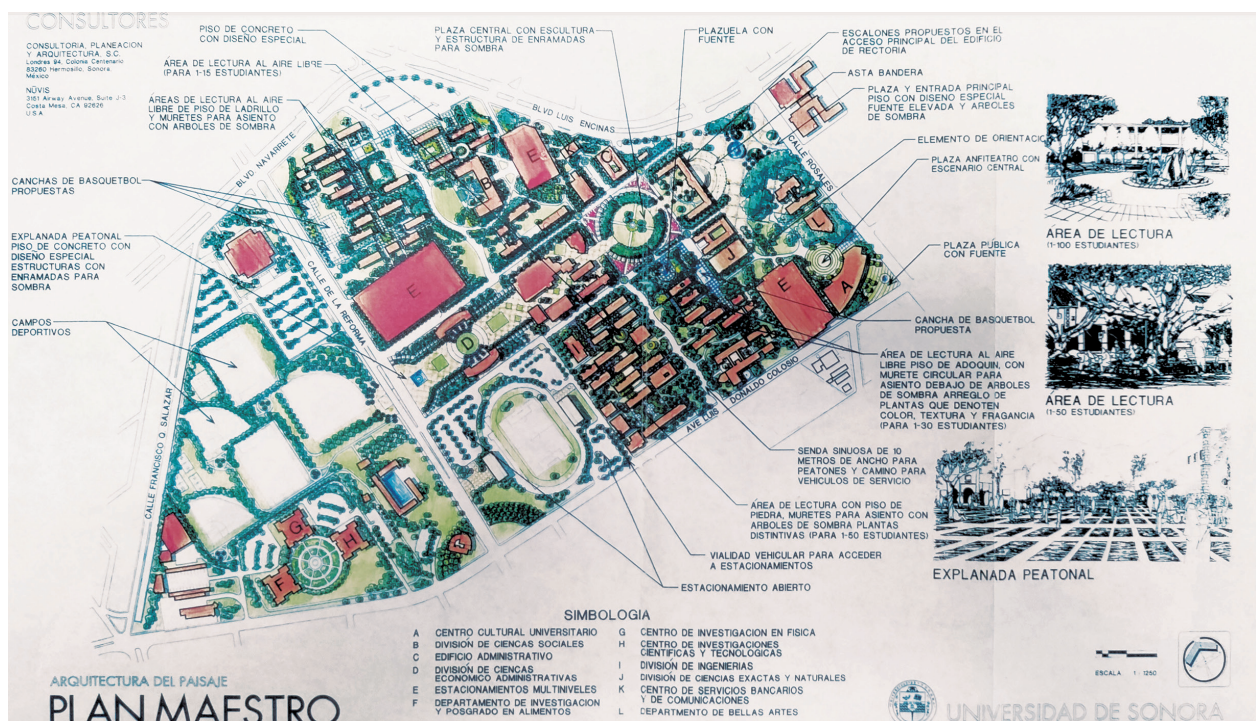 CONSULTORES
CONSULTORIA, PLANEACION
Y ARQUITECTURA, S.C.
Londres 94, Colonia Centenario
83260 Hermosillo, Sonora.
México
NÜVIS
3151 Airway Avenue, Suite J-3
Costa Mesa, CA 92626
U.S.A.
PISO DE CONCRETO
CON DISEÑO ESPECIAL
AREA DE LECTURA AL AIRE LIBRE
(PARA 1-15 ESTUDIANTES)
ÁREAS DE LECTURA AL AIRE
LIBRE DE PISO DE LADRILLO
Y MURETES PARA ASIENTO
CON ARBOLES DE SOMBRA
CANCHAS DE BASQUETBOL
PROPUESTAS
EXPLANADA PEATONAL
PISO DE CONCRETO CON
DISEÑO ESPECIAL
ESTRUCTURAS CON
ENRAMADAS PARA
SOMBRA
CAMPOS
DEPORTIVOS
PLAZA CENTRAL CON ESCULTURA
Y ESTRUCTURA DE ENRAMADAS
PARA SOMBRA
PLAZUELA CON
FUENTE
ESCALONES PROPUESTOS EN EL
ACCESO PRINCIPAL DEL EDIFICIO
DE RECTORIA
ASTA BANDERA
PLAZA Y ENTRADA PRINCIPAL
PISO CON DISEÑO ESPECIAL
FUENTE ELEVADA Y ARBOLES
DE SOMBRA
ELEMENTO DE ORIENTACIO
PLAZA ANFITEATRO CON
ESCENARIO CENTRAL
PLAZA PUBLICA
CON FUENTE
CANCHA DE BASQUETBOL
PROPUESTA
ÁREA DE LECTURA AL AIRE
LIBRE PISO DE ADOQUIN, CON
MURETE CIRCULAR PARA
ASIENTO DEBAJO DE ARBOLES
DE SOMBRA ARREGLO DE
PLANTAS QUE DENOTEN
COLOR, TEXTURA Y FRAGANCIA
(PARA 1-30 ESTUDIANTES)
SENDA SINUOSA DE 10
METROS DE ANCHO PARA
PEATONES Y CAMINO PARA
VEHICULOS DE SERVICIO
ÁREA DE LECTURA CON PISO DE
PIEDRA, MURETES PARA ASIENTO CON
ARBOLES DE SOMBRA PLANTAS
DISTINTIVAS (PARA 1-50 ESTUDIANTES)
VIALIDAD VEHICULAR PARA ACCEDER
A ESTACIONAMIENTOS
ESTACIONAMIENTO ABIERTO
BLVD. NAVARRETE
BLVD LUIS ENCINAS
CALLE ROSALES
CALLE DE LA REFORMA
CALLE FRANCISCO Q SALAZAR
AVE LUIS DONALDO COLOSIO
E
B
E
J
L
E
A
D
G
H
F
ÁREA DE LECTURA
(1-100 ESTUDIANTES)
ÁREA DE LECTURA
(1-50 ESTUDIANTES)
EXPLANADA PEATONAL
SIMBOLOGIA
A CENTRO CULTURAL UNIVERSITARIO
B DIVISIÓN DE CIENCAS SOCIALES
C EDIFICIO ADMINISTRATIVO
D DIVISIÓN DE CIENCAS
ECONOMICO ADMINISTRATIVAS
E ESTACIONAMIENTOS MULTINIVELES
F DEPARTAMENTO DE INVESTIGACION
Y POSGRADO EN ALIMENTOS
G CENTRO DE INVESTIGACION EN FISICA
H CENTRO DE INVESTIGACIONES
CIENTIFICAS Y TECNOLÓGICAS
I DIVISIÓN DE INGENIERIAS
J DIVISIÓN DE CIENCIAS EXACTAS Y NATURALES
K CENTRO DE SERVICIOS BANCARIOS
Y DE COMUNICACIONES
L DEPARTMENTO DE BELLAS ARTES
ESCALA 1:1250
ARQUITECTURA DEL PAISAJE
PLAN MAESTRO
UNIVERSIDAD DE SONORA